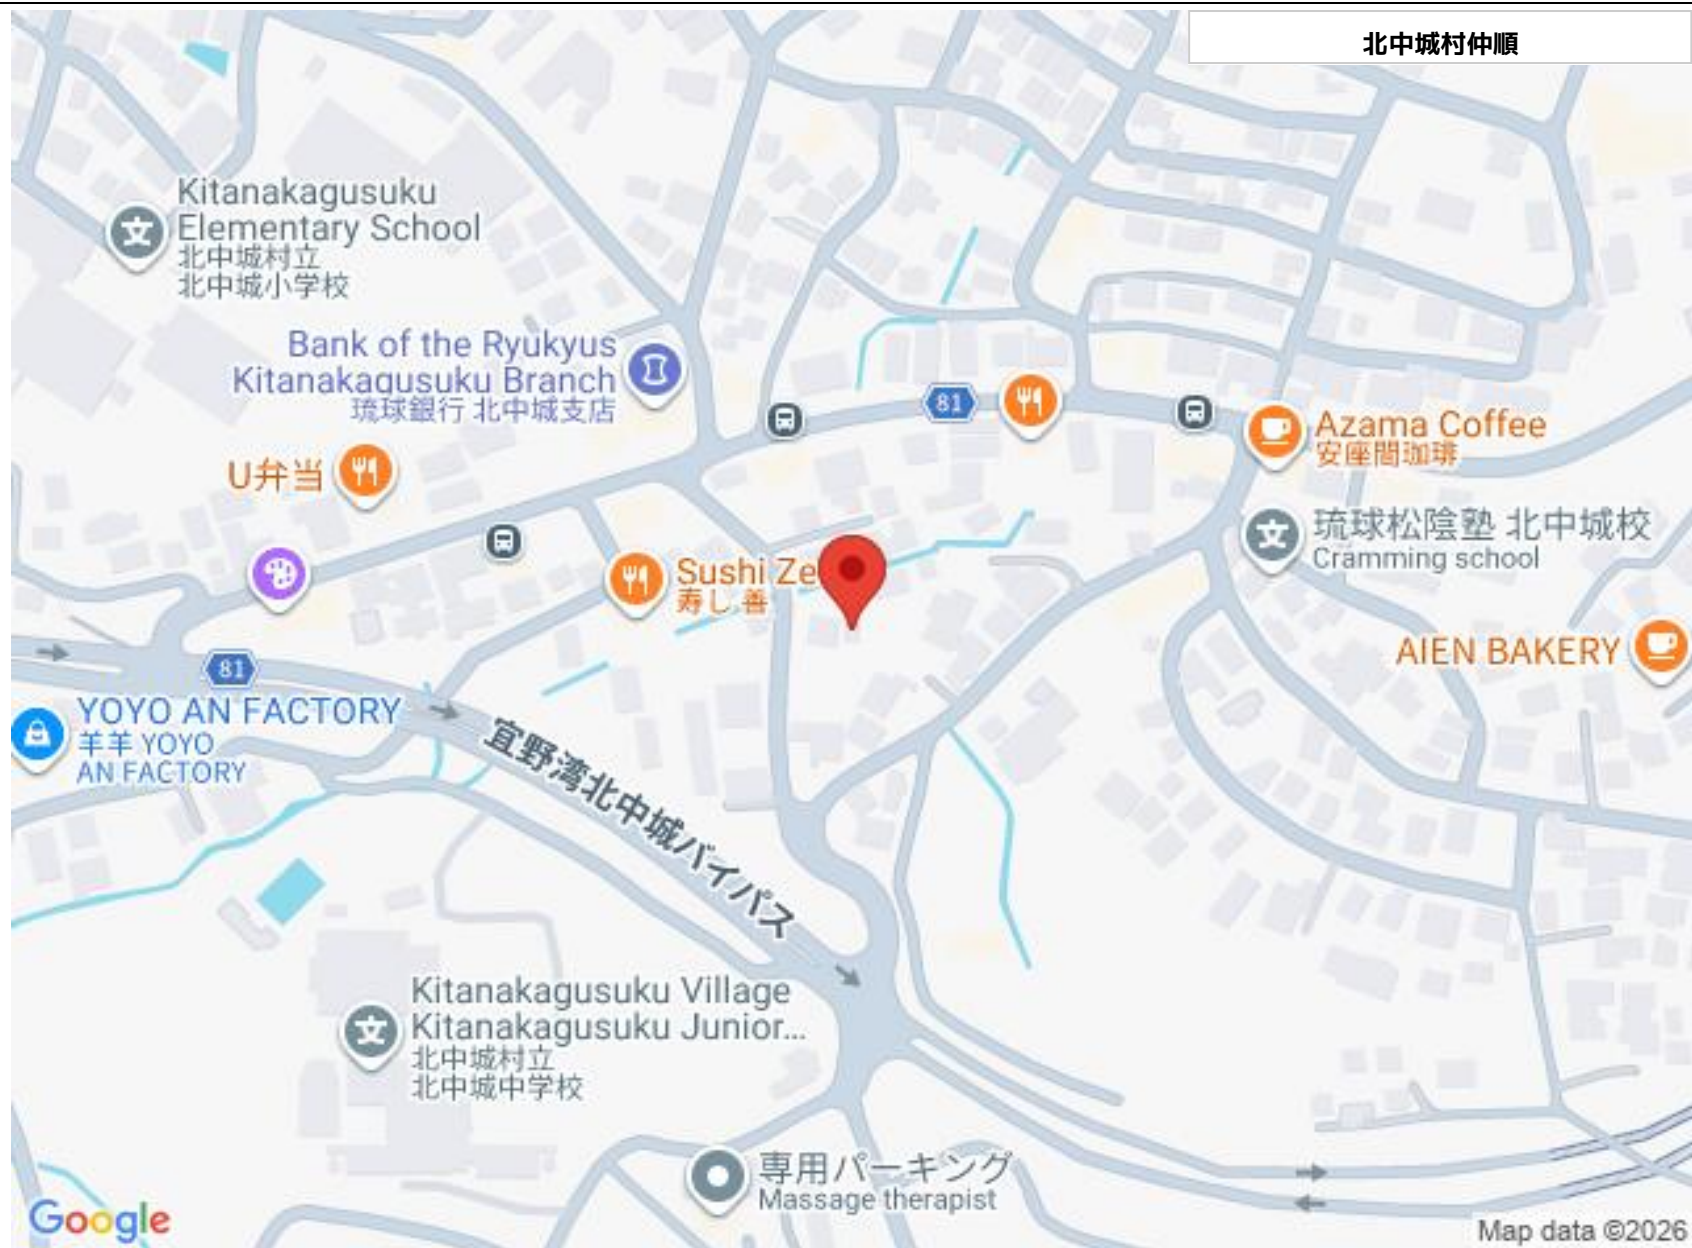 北中城村仲順
Kitanakagusuku
Elementary School
北中城村立
北中城小学校
Bank of the Ryukyus
Kitanakagusuku Branch
琉球銀行 北中城支店
81
Azama Coffee
安座間珈琲
U弁当
琉球松陰塾 北中城校
Cramming school
Sushi Ze
寿し 善
AIEN BAKERY
81
YOYO AN FACTORY
羊羊 YOYO
AN FACTORY
宜野湾北中城バイパス
Kitanakagusuku Village
Kitanakagusuku Junior...
北中城村立
北中城中学校
専用パーキング
Massage therapist
Google
Map data ©2026